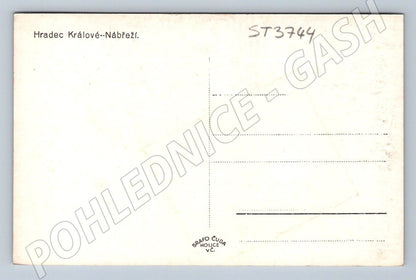 Hradec Králové--Nábřeží.
ST3744
POHLEDNICE - GASH
GRAFO ČUDA
HOLICE
v Č.